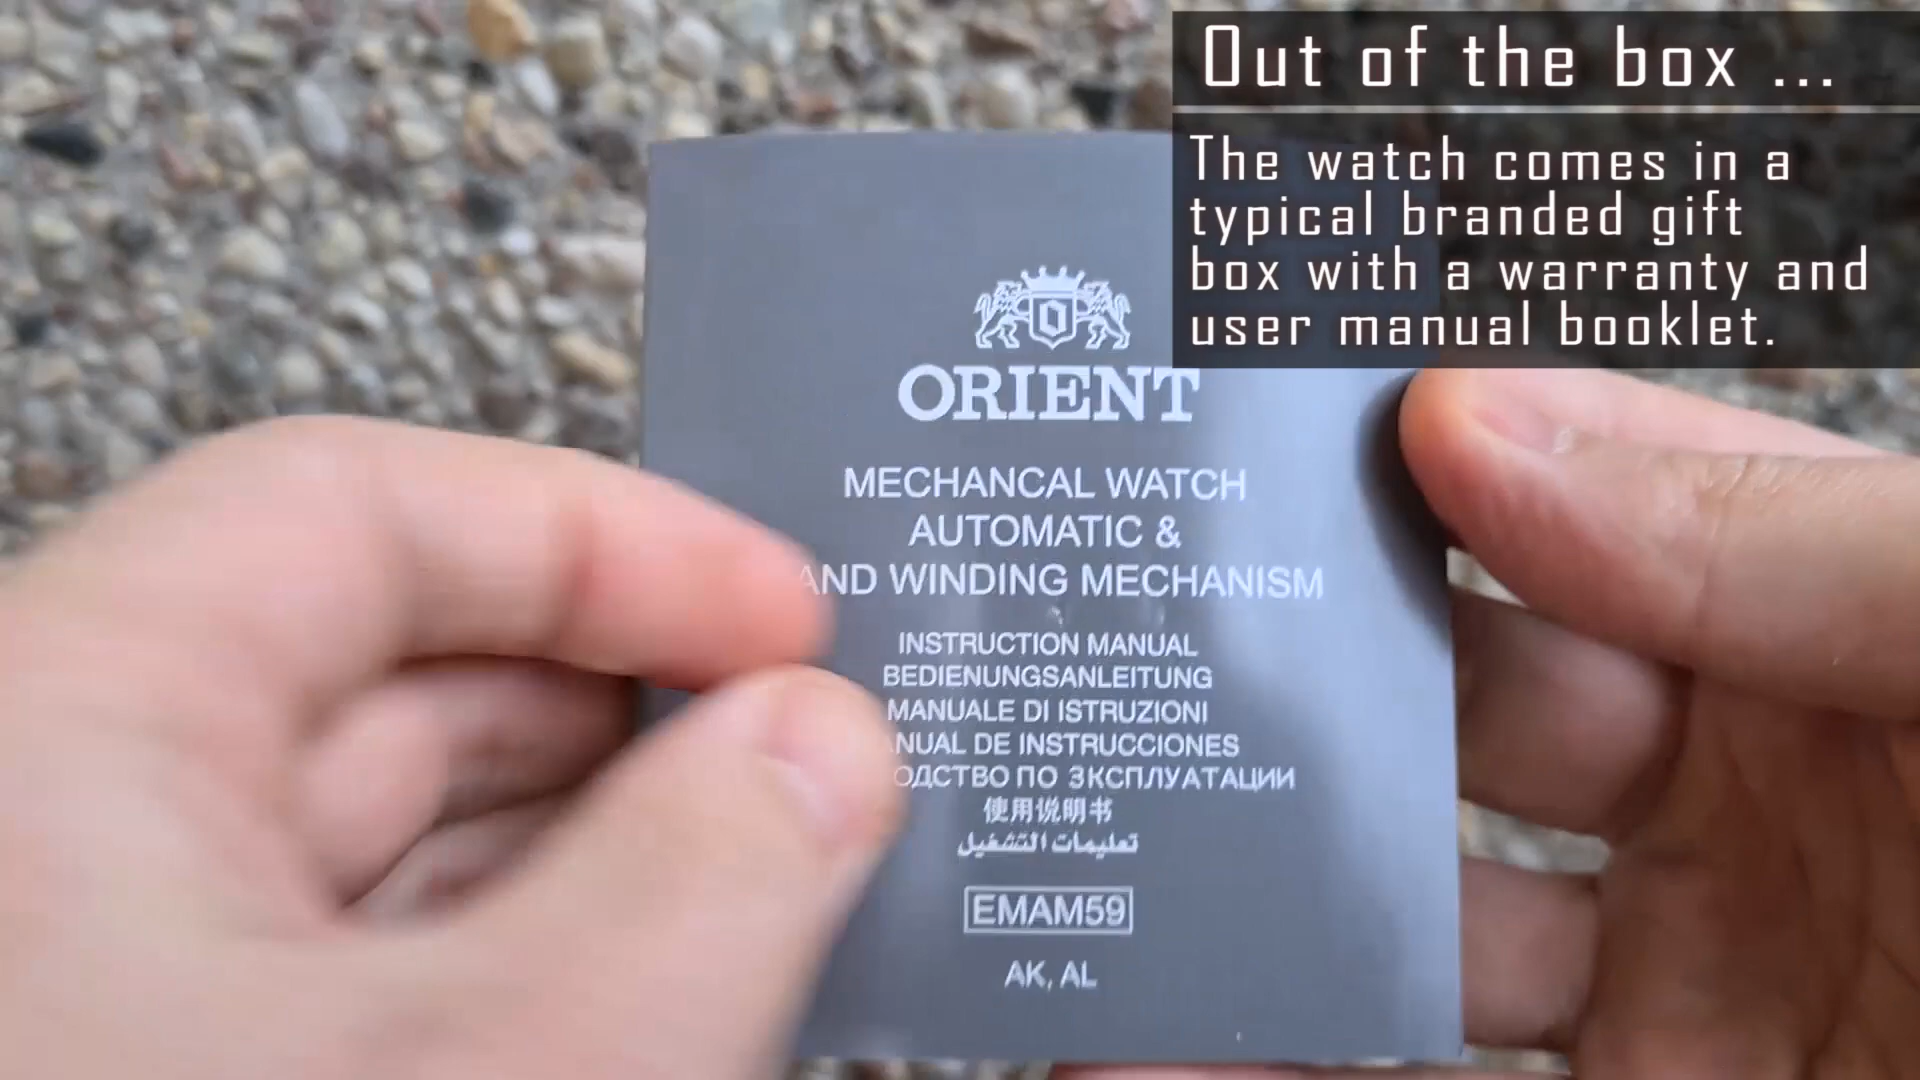 Out of the box ...
The watch comes in a
typical branded gift
box with a warranty and
user manual booklet.
ORIENT
MECHANCAL WATCH
AUTOMATIC &
AND WINDING MECHANISM
INSTRUCTION MANUAL
BEDIENUNGSANLEITUNG
MANUALE DI ISTRUZIONI
ANUAL DE INSTRUCCIONES
ОДСТВО ПО ЗКСПЛУАТАЦИИ
使用说明书
تعليمات التشغيل
EMAM59
AK, AL